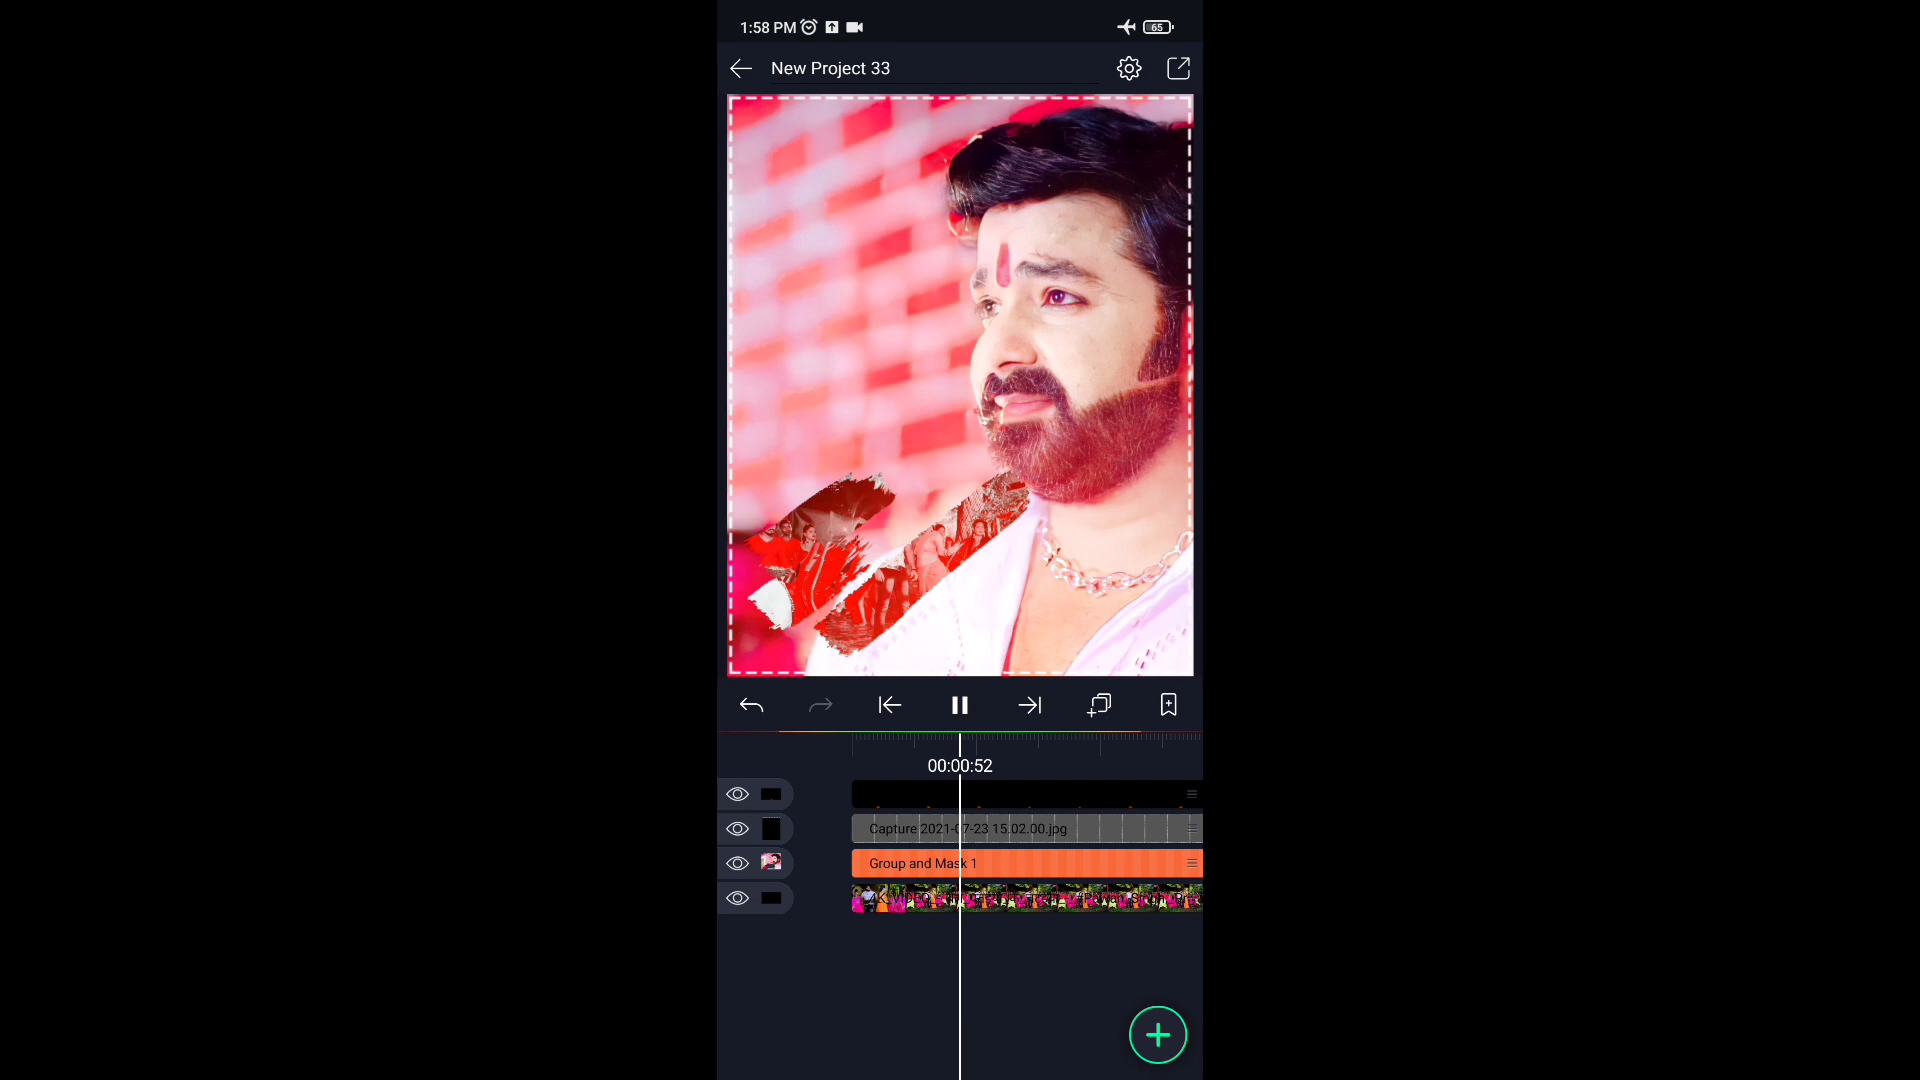 1:58 PM
65
New Project 33
00:00:52
Capture 2021-07-23 15.02.00.jpg
Group and Mask 1